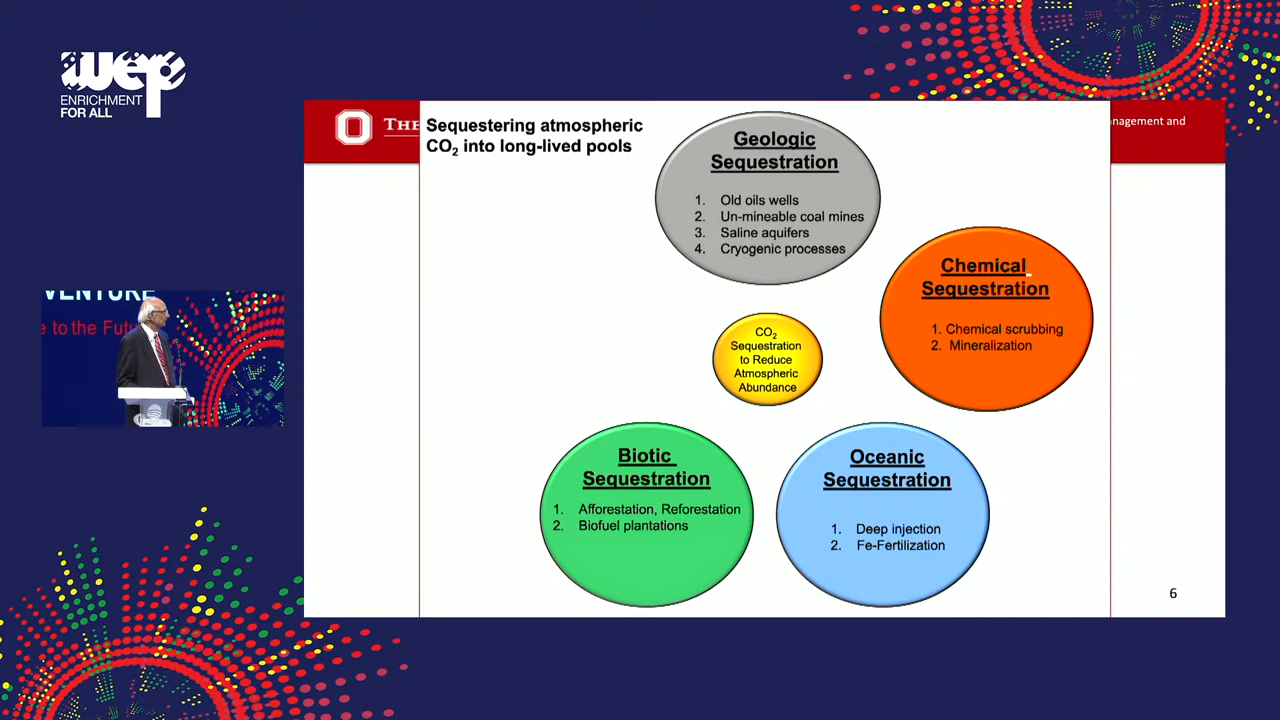 wep
ENRICHMENT
FOR ALL
THE
nagement and
Sequestering atmospheric
CO₂ into long-lived pools
Geologic
Sequestration
1. Old oils wells
2. Un-mineable coal mines
3. Saline aquifers
4. Cryogenic processes
Chemical
Sequestration
1. Chemical scrubbing
2. Mineralization
CO₂
Sequestration
to Reduce
Atmospheric
Abundance
VENTURE
e to the Futu
Biotic
Sequestration
1. Afforestation, Reforestation
2. Biofuel plantations
Oceanic
Sequestration
1. Deep injection
2. Fe-Fertilization
6